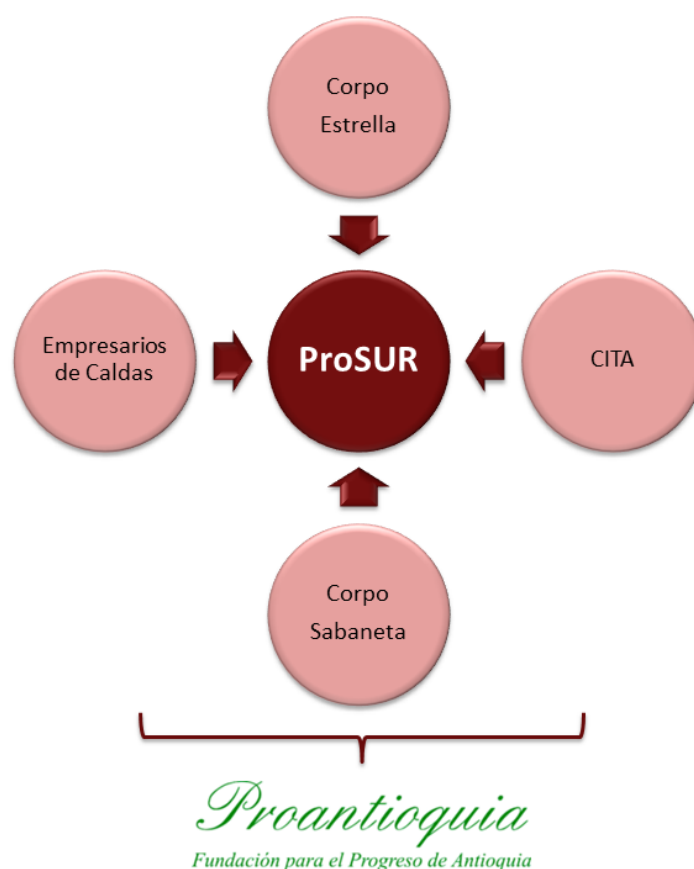 Corpo
Estrella
Empresarios
de Caldas
ProSUR
CITA
Corpo
Sabaneta
Proantioquia
Fundación para el Progreso de Antioquia